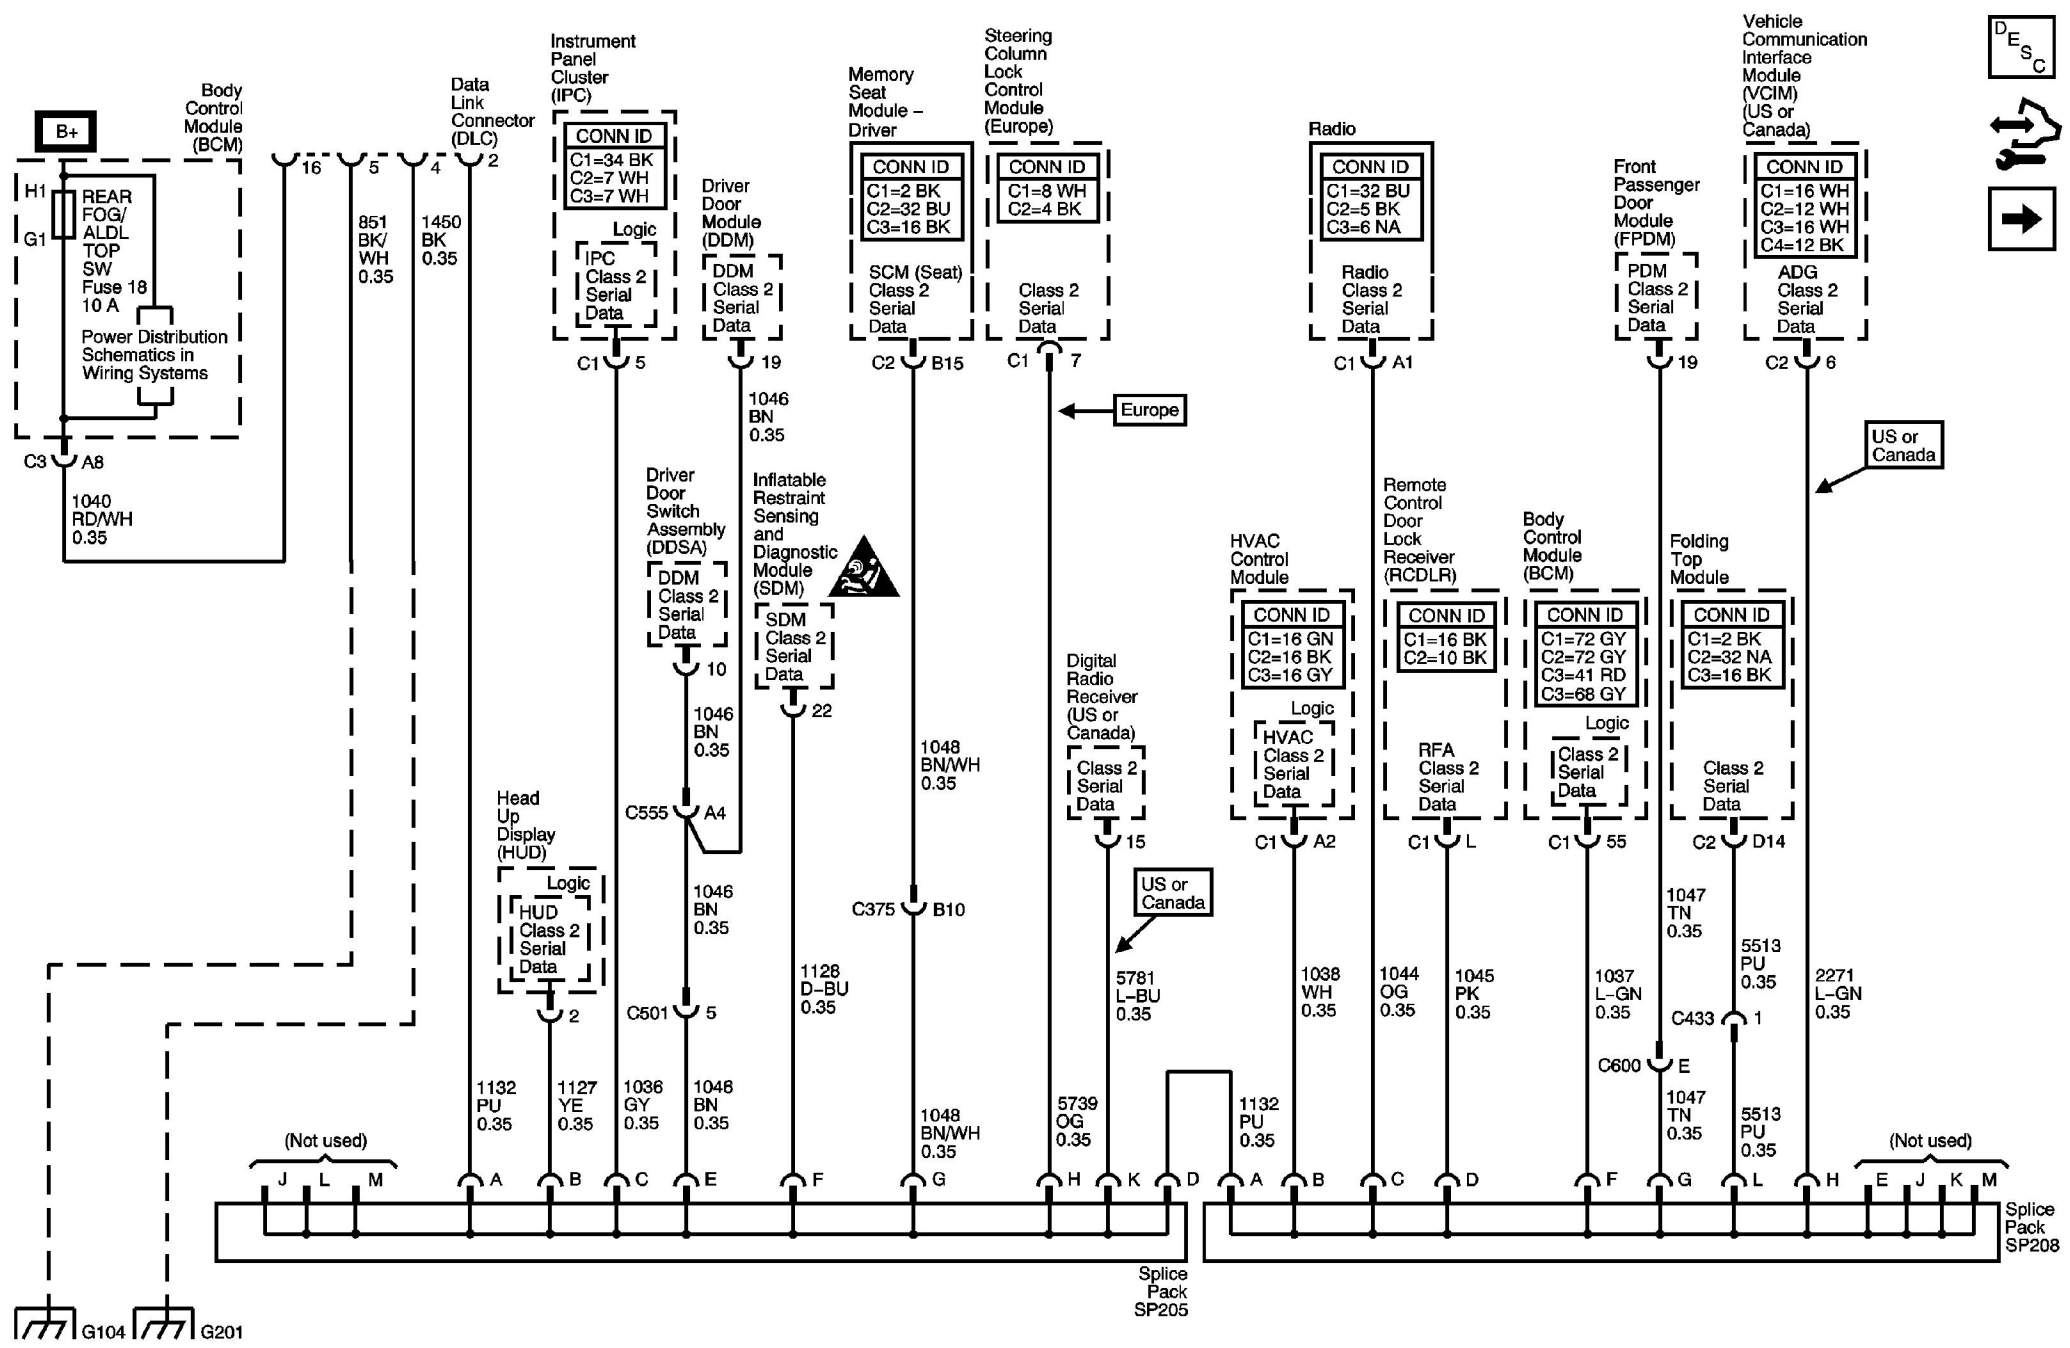 B+
Body
Control
Module
(BCM)
H1
G1
REAR
FOG/
ALDL
TOP
SW
Fuse 18
10 A
Power Distribution
Schematics in
Wiring Systems
C3
A8
1040
RD/WH
0.35
Data
Link
Connector
(DLC)
16
5
4
2
851
BK/
WH
0.35
1450
BK
0.35
Instrument
Panel
Cluster
(IPC)
CONN ID
C1=34 BK
C2=7 WH
C3=7 WH
Logic
IPC
Class 2
Serial
Data
C1
5
Driver
Door
Module
(DDM)
DDM
Class 2
Serial
Data
19
1046
BN
0.35
Memory
Seat
Module –
Driver
CONN ID
C1=2 BK
C2=32 BU
C3=16 BK
SCM (Seat)
Class 2
Serial
Data
C2
B15
Steering
Column
Lock
Control
Module
(Europe)
CONN ID
C1=8 WH
C2=4 BK
Class 2
Serial
Data
C1
7
Europe
Radio
CONN ID
C1=32 BU
C2=5 BK
C3=6 NA
Radio
Class 2
Serial
Data
C1
A1
Front
Passenger
Door
Module
(FPDM)
PDM
Class 2
Serial
Data
19
Vehicle
Communication
Interface
Module
(VCIM)
(US or
Canada)
CONN ID
C1=16 WH
C2=12 WH
C3=16 WH
C4=12 BK
ADG
Class 2
Serial
Data
C2
6
US or
Canada
D
E
S
C
Driver
Door
Switch
Assembly
(DDSA)
DDM
Class 2
Serial
Data
10
1046
BN
0.35
C555
A4
1046
BN
0.35
C501
5
1046
BN
0.35
Inflatable
Restraint
Sensing
and
Diagnostic
Module
(SDM)
SDM
Class 2
Serial
Data
22
1128
D–BU
0.35
1048
BN/WH
0.35
C375
B10
1048
BN/WH
0.35
Head
Up
Display
(HUD)
Logic
HUD
Class 2
Serial
Data
2
1132
PU
0.35
1127
YE
0.35
1036
GY
0.35
Digital
Radio
Receiver
(US or
Canada)
Class 2
Serial
Data
15
US or
Canada
5781
L–BU
0.35
5739
OG
0.35
1132
PU
0.35
HVAC
Control
Module
CONN ID
C1=16 GN
C2=16 BK
C3=16 GY
Logic
HVAC
Class 2
Serial
Data
C1
A2
1038
WH
0.35
1044
OG
0.35
Remote
Control
Door
Lock
Receiver
(RCDLR)
CONN ID
C1=16 BK
C2=10 BK
RFA
Class 2
Serial
Data
C1
L
1045
PK
0.35
Body
Control
Module
(BCM)
CONN ID
C1=72 GY
C2=72 GY
C3=41 RD
C3=68 GY
Logic
Class 2
Serial
Data
C1
55
1037
L–GN
0.35
Folding
Top
Module
CONN ID
C1=2 BK
C2=32 NA
C3=16 BK
Class 2
Serial
Data
C2
D14
1047
TN
0.35
C600
E
1047
TN
0.35
5513
PU
0.35
C433
1
5513
PU
0.35
2271
L–GN
0.35
(Not used)
J
L
M
A
B
C
E
F
G
H
K
D
A
B
C
D
F
G
L
H
(Not used)
E
J
K
M
Splice
Pack
SP205
Splice
Pack
SP208
G104
G201